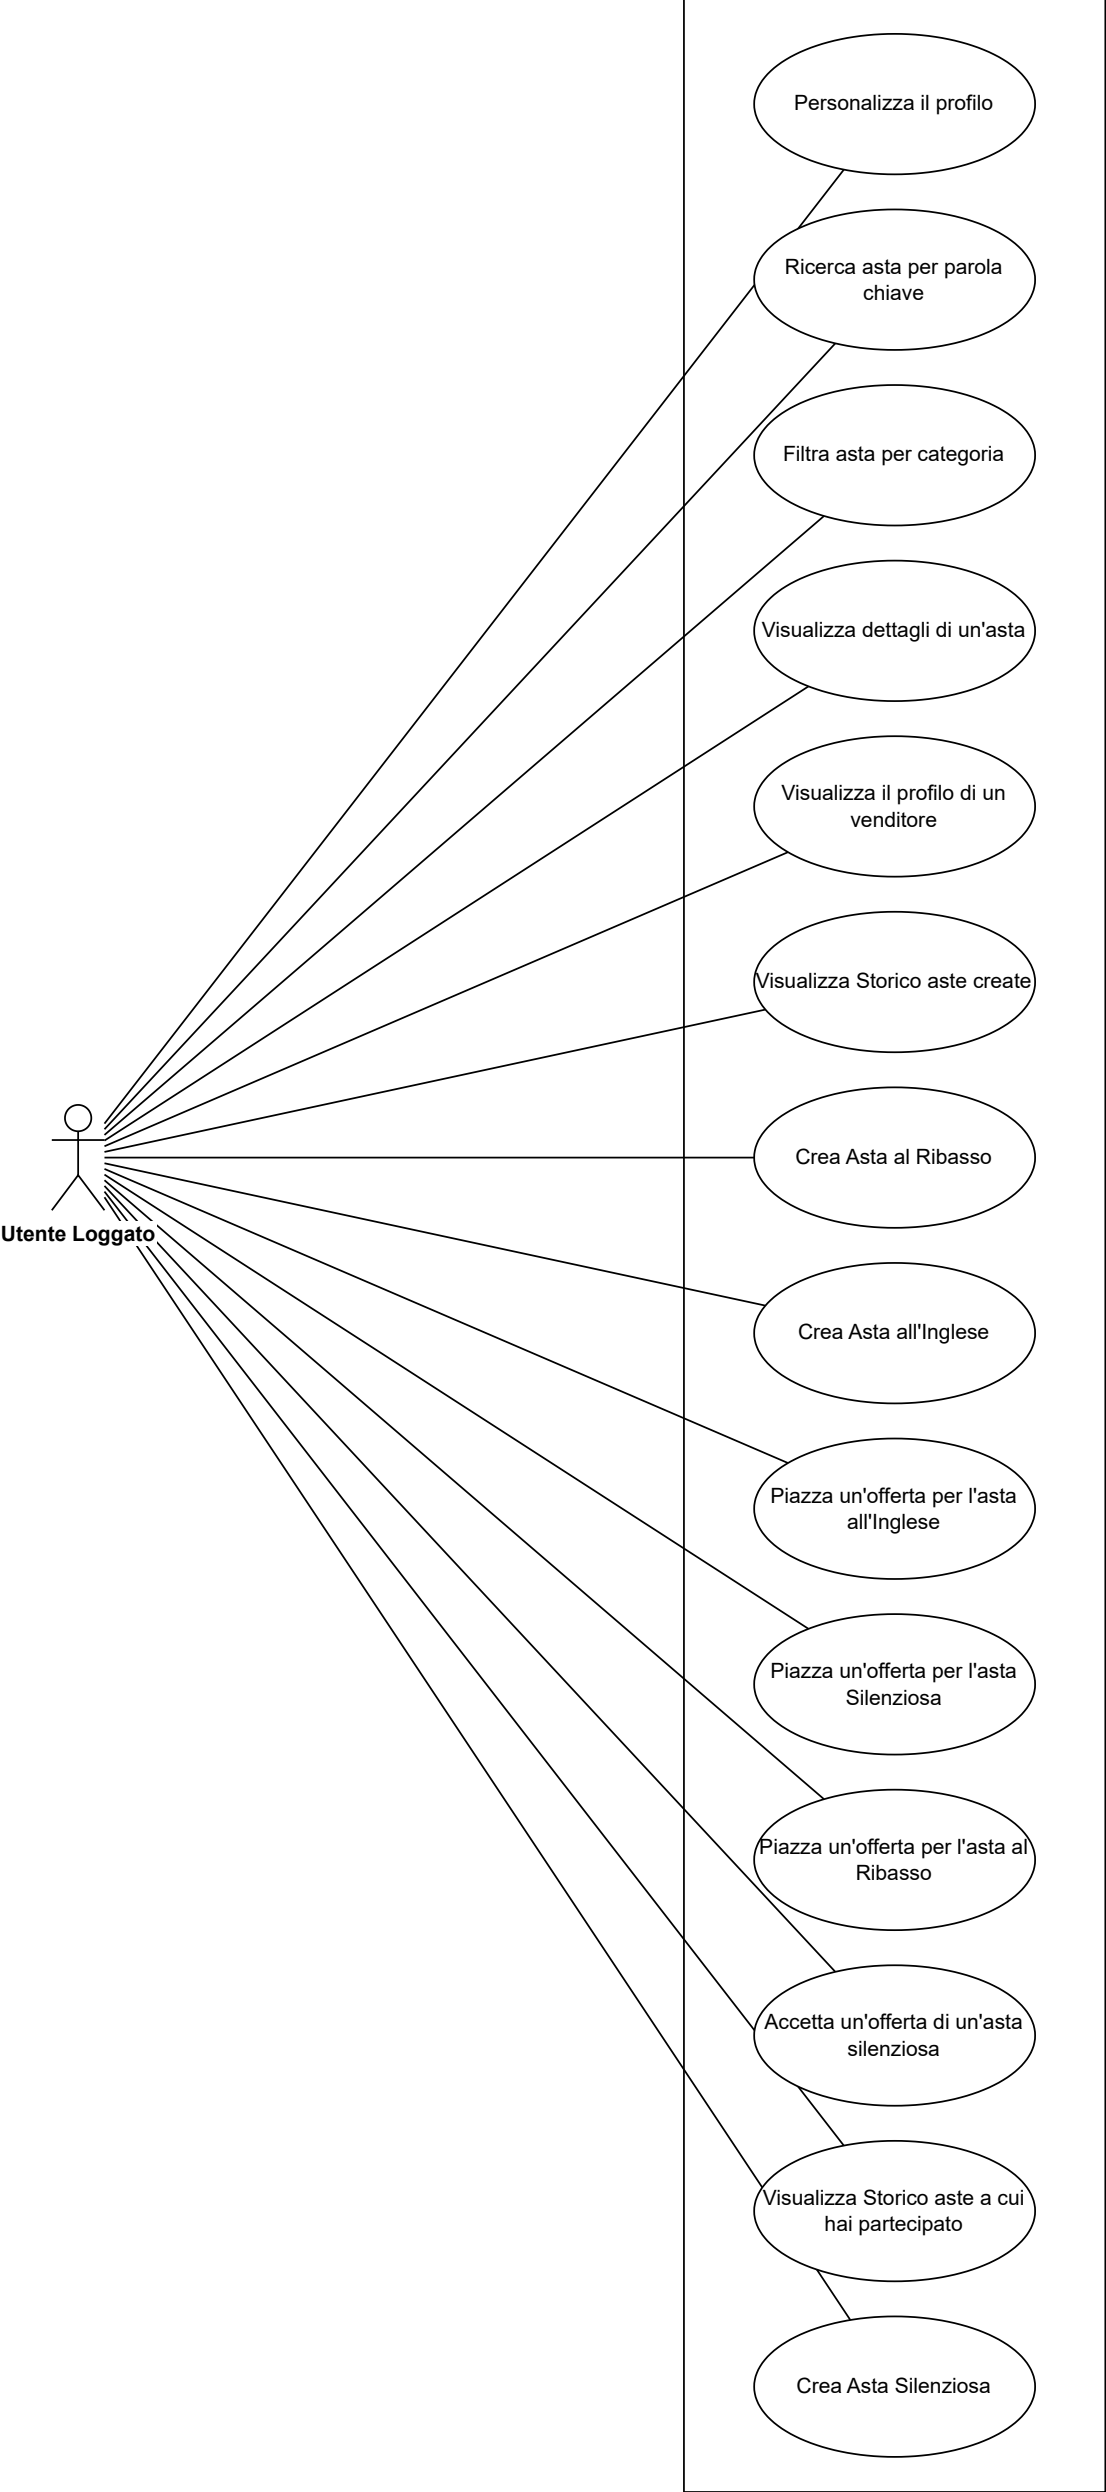 Personalizza il profilo
Ricerca asta per parola
chiave
Filtra asta per categoria
Visualizza dettagli di un'asta
Visualizza il profilo di un
venditore
Visualizza Storico aste create
Crea Asta al Ribasso
Utente Loggato
Crea Asta all'Inglese
Piazza un'offerta per l'asta
all'Inglese
Piazza un'offerta per l'asta
Silenziosa
Piazza un'offerta per l'asta al
Ribasso
Accetta un'offerta di un'asta
silenziosa
Visualizza Storico aste a cui
hai partecipato
Crea Asta Silenziosa